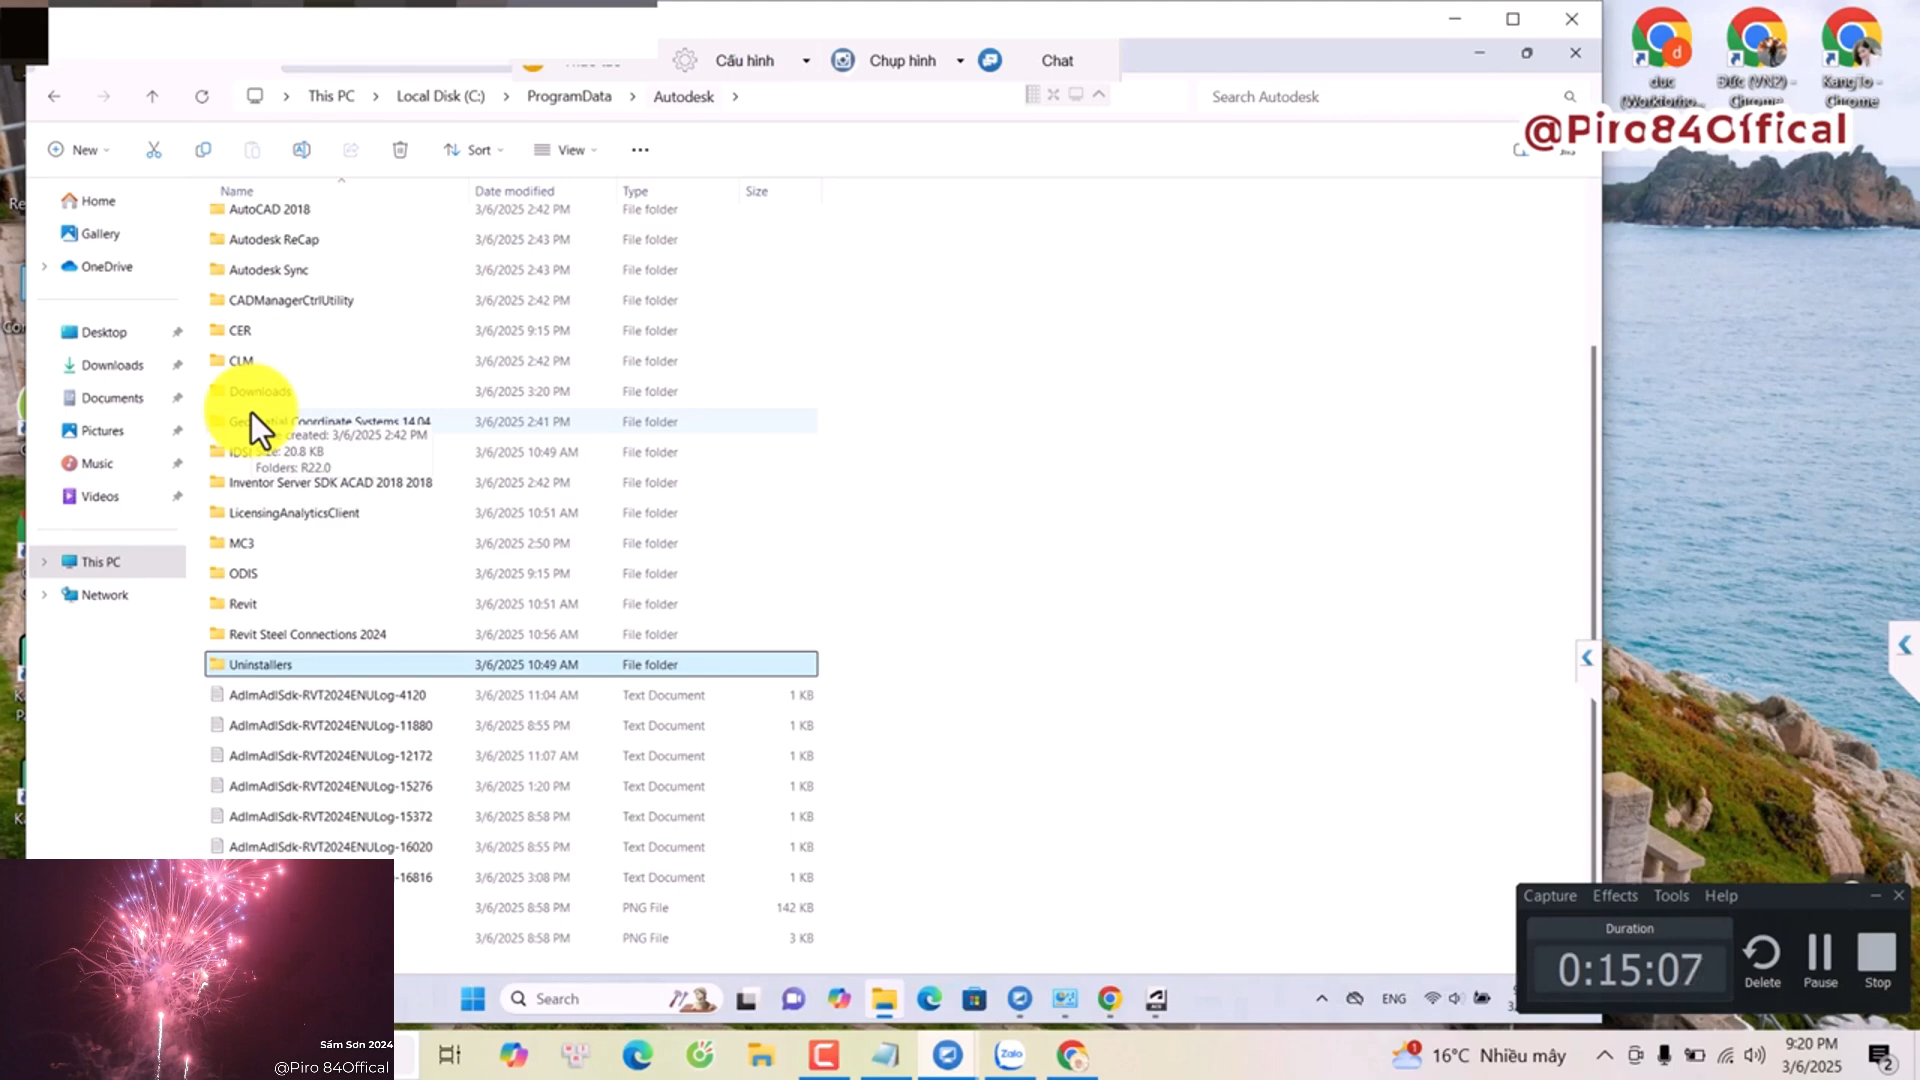 Cấu hình
Chụp hình
Chat
This PC
Local Disk (C:)
ProgramData
Autodesk
Search Autodesk
duc
(Workforho...
Đức (VN2) -
Chrome
KangTo -
Chrome
@Piro84Offical
New
Sort
View
Name
Date modified
Type
Size
Home
Gallery
OneDrive
Desktop
Downloads
Documents
Pictures
Music
Videos
This PC
Network
AutoCAD 2018 3/6/2025 2:42 PM File folder
Autodesk ReCap 3/6/2025 2:43 PM File folder
Autodesk Sync 3/6/2025 2:43 PM File folder
CADManagerCtrlUtility 3/6/2025 2:42 PM File folder
CER 3/6/2025 9:15 PM File folder
CLM 3/6/2025 2:42 PM File folder
Downloads 3/6/2025 3:20 PM File folder
Coordinate Systems 14.04 3/6/2025 2:41 PM File folder
created: 3/6/2025 2:42 PM
Size: 20.8 KB
Folders: R22.0
3/6/2025 10:49 AM File folder
Inventor Server SDK ACAD 2018 2018 3/6/2025 2:42 PM File folder
LicensingAnalyticsClient 3/6/2025 10:51 AM File folder
MC3 3/6/2025 2:50 PM File folder
ODIS 3/6/2025 9:15 PM File folder
Revit 3/6/2025 10:51 AM File folder
Revit Steel Connections 2024 3/6/2025 10:56 AM File folder
Uninstallers 3/6/2025 10:49 AM File folder
AdlmAdlSdk-RVT2024ENULog-4120 3/6/2025 11:04 AM Text Document 1 KB
AdlmAdlSdk-RVT2024ENULog-11880 3/6/2025 8:55 PM Text Document 1 KB
AdlmAdlSdk-RVT2024ENULog-12172 3/6/2025 11:07 AM Text Document 1 KB
AdlmAdlSdk-RVT2024ENULog-15276 3/6/2025 1:20 PM Text Document 1 KB
AdlmAdlSdk-RVT2024ENULog-15372 3/6/2025 8:58 PM Text Document 1 KB
AdlmAdlSdk-RVT2024ENULog-16020 3/6/2025 8:55 PM Text Document 1 KB
-16816 3/6/2025 3:08 PM Text Document 1 KB
3/6/2025 8:58 PM PNG File 142 KB
3/6/2025 8:58 PM PNG File 3 KB
Capture Effects Tools Help
Duration
0:15:07
Delete
Pause
Stop
Search
ENG
Sầm Sơn 2024
@Piro 84Offical
Zalo
1
16°C Nhiều mây
9:20 PM
3/6/2025
2